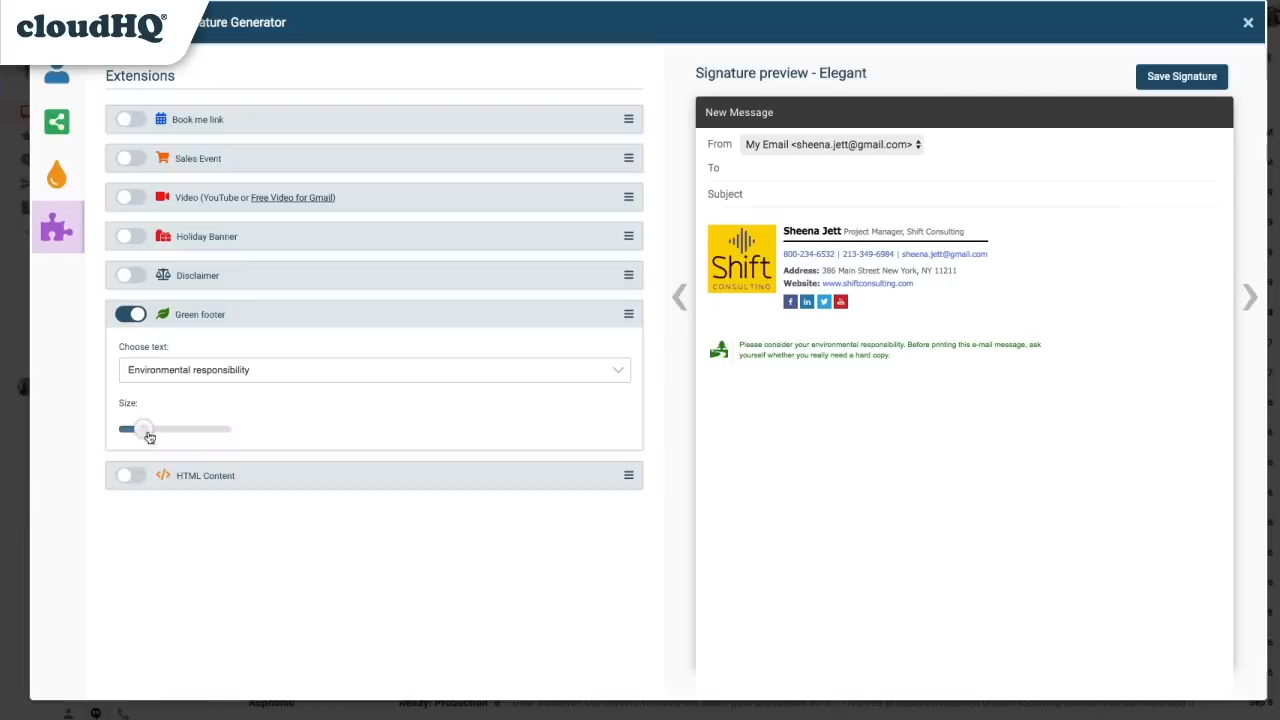 cloudHQ®
ature Generator
Extensions
Book me link
Sales Event
Video (YouTube or Free Video for Gmail)
Holiday Banner
Disclaimer
Green footer
Choose text:
Environmental responsibility
Size:
HTML Content
Signature preview - Elegant
Save Signature
New Message
From My Email <sheena.jett@gmail.com>
To
Subject
Shift
CONSULTING
Sheena Jett Project Manager, Shift Consulting
800-234-6532 | 213-349-6984 | sheena.jett@gmail.com
Address: 386 Main Street New York, NY 11211
Website: www.shiftconsulting.com
Please consider your environmental responsibility. Before printing this e-mail message, ask
yourself whether you really need a hard copy.